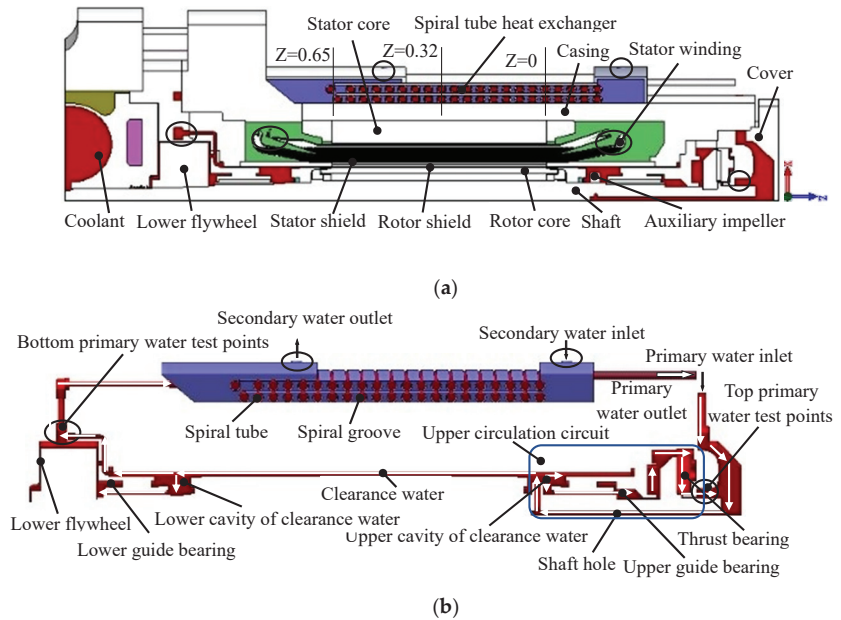 Stator core
Spiral tube heat exchanger
Z=0.65
Z=0.32
Z=0
Casing
Stator winding
Cover
X
Z
Coolant
Lower flywheel
Stator shield
Rotor shield
Rotor core
Shaft
Auxiliary impeller
(a)
Secondary water outlet
Bottom primary water test points
Secondary water inlet
Primary water inlet
Primary
water outlet
Top primary
water test points
Spiral tube
Spiral groove
Upper circulation circuit
Clearance water
Lower flywheel
Lower cavity of clearance water
Lower guide bearing
Upper cavity of clearance water
Thrust bearing
Shaft hole
Upper guide bearing
(b)